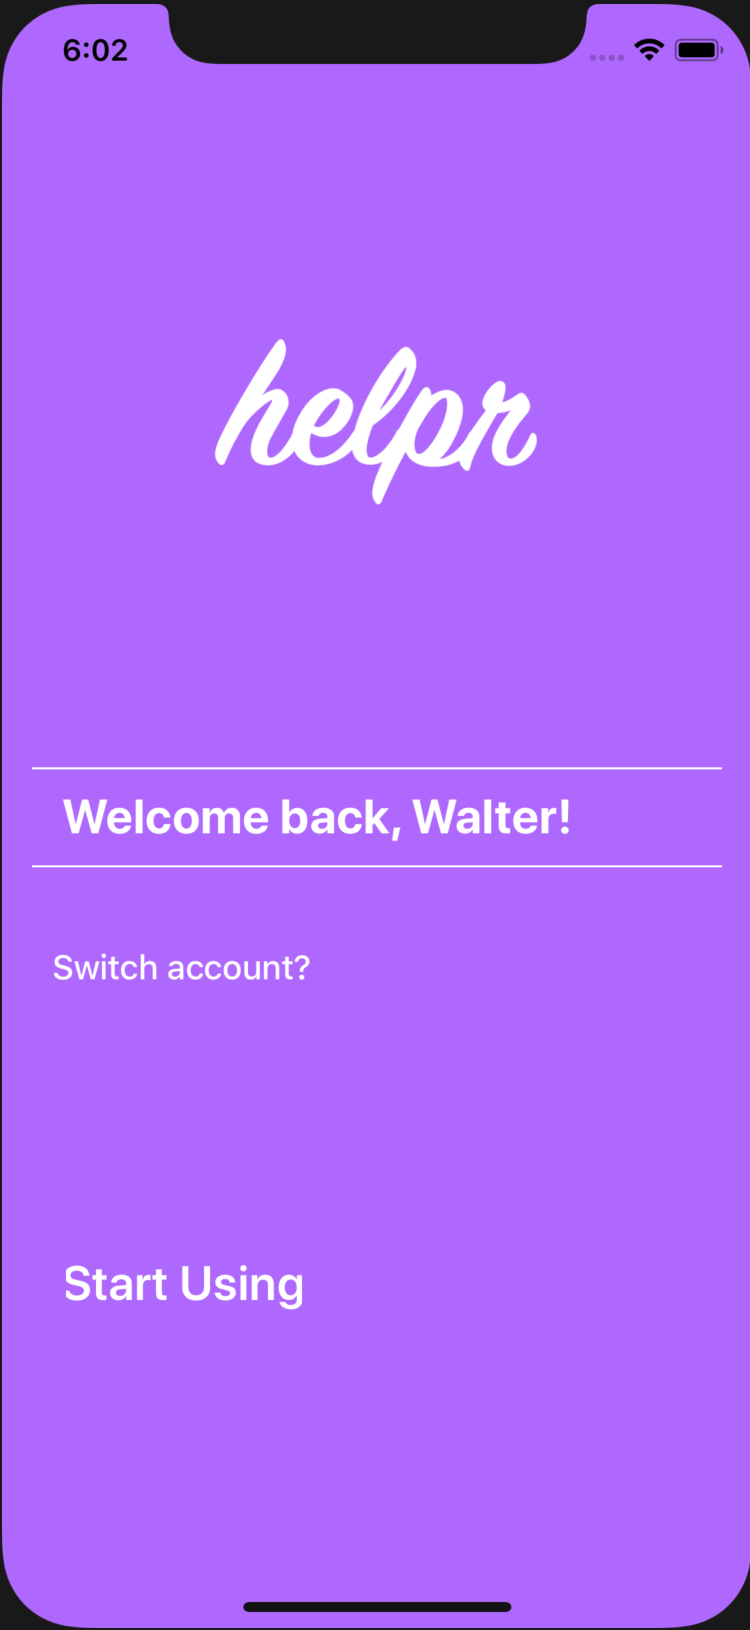 6:02
helpr
Welcome back, Walter!
Switch account?
Start Using